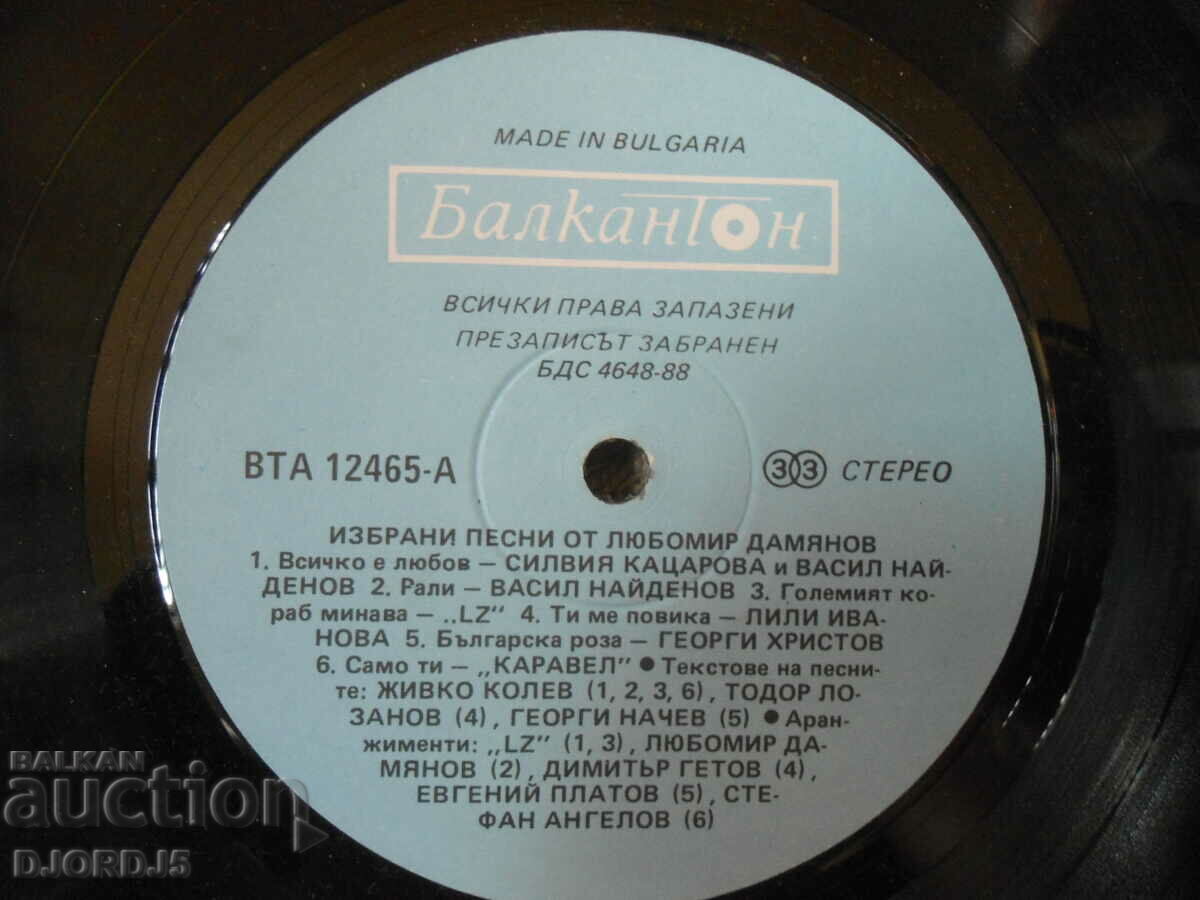 MADE IN BULGARIA
Балкантон
ВСИЧКИ ПРАВА ЗАПАЗЕНИ
ПРЕЗАПИСЪТ ЗАБРАНЕН
БДС 4648-88
ВТА 12465-А
33 СТЕРЕО
ИЗБРАНИ ПЕСНИ ОТ ЛЮБОМИР ДАМЯНОВ
1. Всичко е любов – СИЛВИЯ КАЦАРОВА и ВАСИЛ НАЙ-
ДЕНОВ 2. Рали – ВАСИЛ НАЙДЕНОВ 3. Големият ко-
раб минава – „LZ" 4. Ти ме повика – ЛИЛИ ИВА-
НОВА 5. Българска роза – ГЕОРГИ ХРИСТОВ
6. Само ти – „КАРАВЕЛ" ● Текстове на песни-
те: ЖИВКО КОЛЕВ (1, 2, 3, 6), ТОДОР ЛО-
ЗАНОВ (4), ГЕОРГИ НАЧЕВ (5) ● Аран-
жименти: „LZ" (1, 3), ЛЮБОМИР ДА-
МЯНОВ (2), ДИМИТЪР ГЕТОВ (4),
ЕВГЕНИЙ ПЛАТОВ (5), СТЕ-
ФАН АНГЕЛОВ (6)
BALKAN
auction
DJORDJ5